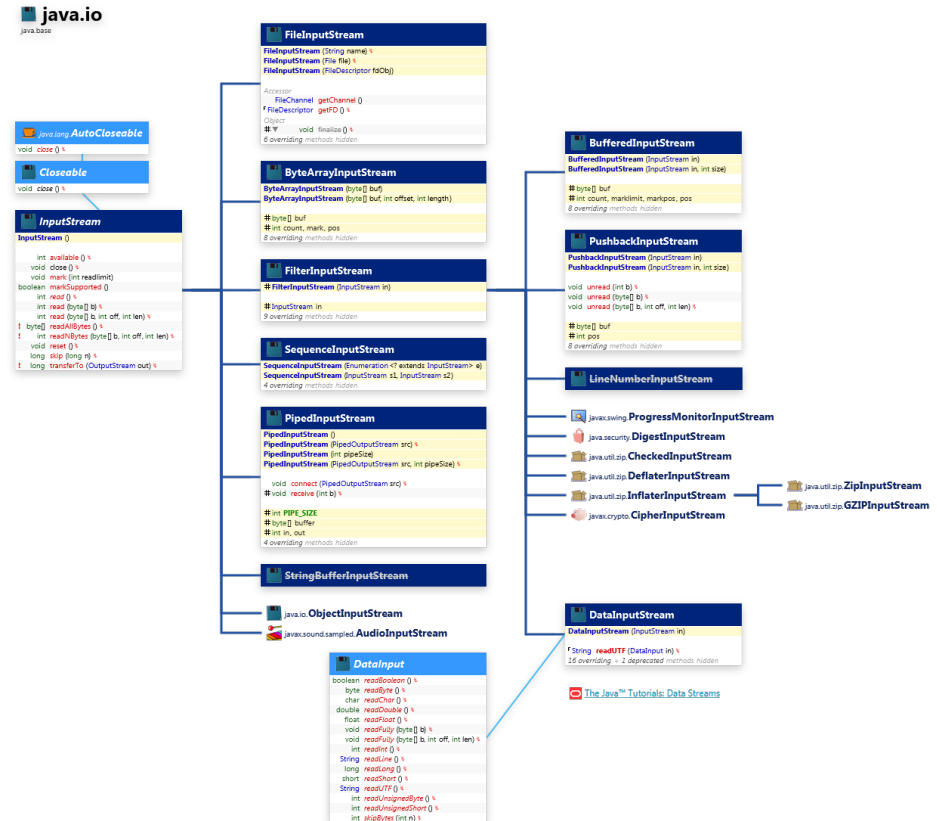 java.io
java.base
java.lang.AutoCloseable
void close ()
Closeable
void close ()
InputStream
InputStream ()
int available ()
void close ()
void mark (int readlimit)
boolean markSupported ()
int read ()
int read (byte[] b)
int read (byte[] b, int off, int len)
! byte[] readAllBytes ()
! int readNBytes (byte[] b, int off, int len)
void reset ()
long skip (long n)
! long transferTo (OutputStream out)
FileInputStream
FileInputStream (String name)
FileInputStream (File file)
FileInputStream (FileDescriptor fdObj)
Accessor
FileChannel getChannel ()
FileDescriptor getFD ()
Object
# void finalize ()
6 overriding methods hidden
ByteArrayInputStream
ByteArrayInputStream (byte[] buf)
ByteArrayInputStream (byte[] buf, int offset, int length)
# byte[] buf
# int count, mark, pos
8 overriding methods hidden
FilterInputStream
# FilterInputStream (InputStream in)
# InputStream in
9 overriding methods hidden
SequenceInputStream
SequenceInputStream (Enumeration <? extends InputStream> e)
SequenceInputStream (InputStream s1, InputStream s2)
4 overriding methods hidden
PipedInputStream
PipedInputStream ()
PipedInputStream (PipedOutputStream src)
PipedInputStream (int pipeSize)
PipedInputStream (PipedOutputStream src, int pipeSize)
void connect (PipedOutputStream src)
# void receive (int b)
# int PIPE_SIZE
# byte[] buffer
# int in, out
4 overriding methods hidden
StringBufferInputStream
java.io.ObjectInputStream
javax.sound.sampled.AudioInputStream
DataInput
boolean readBoolean ()
byte readByte ()
char readChar ()
double readDouble ()
float readFloat ()
void readFully (byte[] b)
void readFully (byte[] b, int off, int len)
int readInt ()
String readLine ()
long readLong ()
short readShort ()
String readUTF ()
int readUnsignedByte ()
int readUnsignedShort ()
int skipBytes (int n)
BufferedInputStream
BufferedInputStream (InputStream in)
BufferedInputStream (InputStream in, int size)
# byte[] buf
# int count, marklimit, markpos, pos
8 overriding methods hidden
PushbackInputStream
PushbackInputStream (InputStream in)
PushbackInputStream (InputStream in, int size)
void unread (int b)
void unread (byte[] b)
void unread (byte[] b, int off, int len)
# byte[] buf
# int pos
8 overriding methods hidden
LineNumberInputStream
javax.swing.ProgressMonitorInputStream
java.security.DigestInputStream
java.util.zip.CheckedInputStream
java.util.zip.DeflaterInputStream
java.util.zip.InflaterInputStream
javax.crypto.CipherInputStream
java.util.zip.ZipInputStream
java.util.zip.GZIPInputStream
DataInputStream
DataInputStream (InputStream in)
String readUTF (DataInput in)
16 overriding + 1 deprecated methods hidden
The Java™ Tutorials: Data Streams